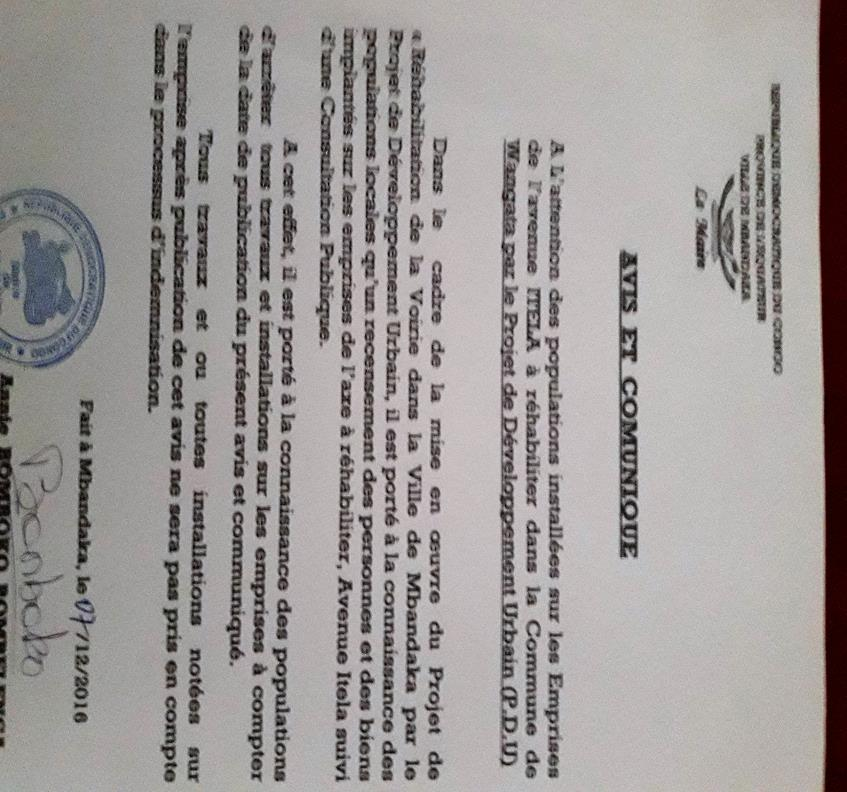 REPUBLIQUE DEMOCRATIQUE DU CONGO
PROVINCE DE L'EQUATEUR
VILLE DE MBANDAKA
Le Maire
AVIS ET COMUNIQUE
A L'attention des populations installées sur les Emprises
de l'avenue ITELA à réhabiliter dans la Commune de
Wangata par le Projet de Développement Urbain (P.D.U)
Dans le cadre de la mise en œuvre du Projet de
« Réhabilitation de la Voirie dans la Ville de Mbandaka par le
Projet de Développement Urbain, il est porté à la connaissance des
populations locales qu'un recensement des personnes et des biens
implantés sur les emprises de l'axe à réhabiliter, Avenue Itela suivi
d'une Consultation Publique.
A cet effet, il est porté à la connaissance des populations
d'arrêter tous travaux et installations sur les emprises à compter
de la date de publication du présent avis et communiqué.
Tous travaux et ou toutes installations notées sur
l'emprise après publication de cet avis ne sera pas pris en compte
dans le processus d'indemnisation.
Fait à Mbandaka, le 07/12/2016
REPUBLIQUE DEMOCRATIQUE DU CONGO
BOMBOKO